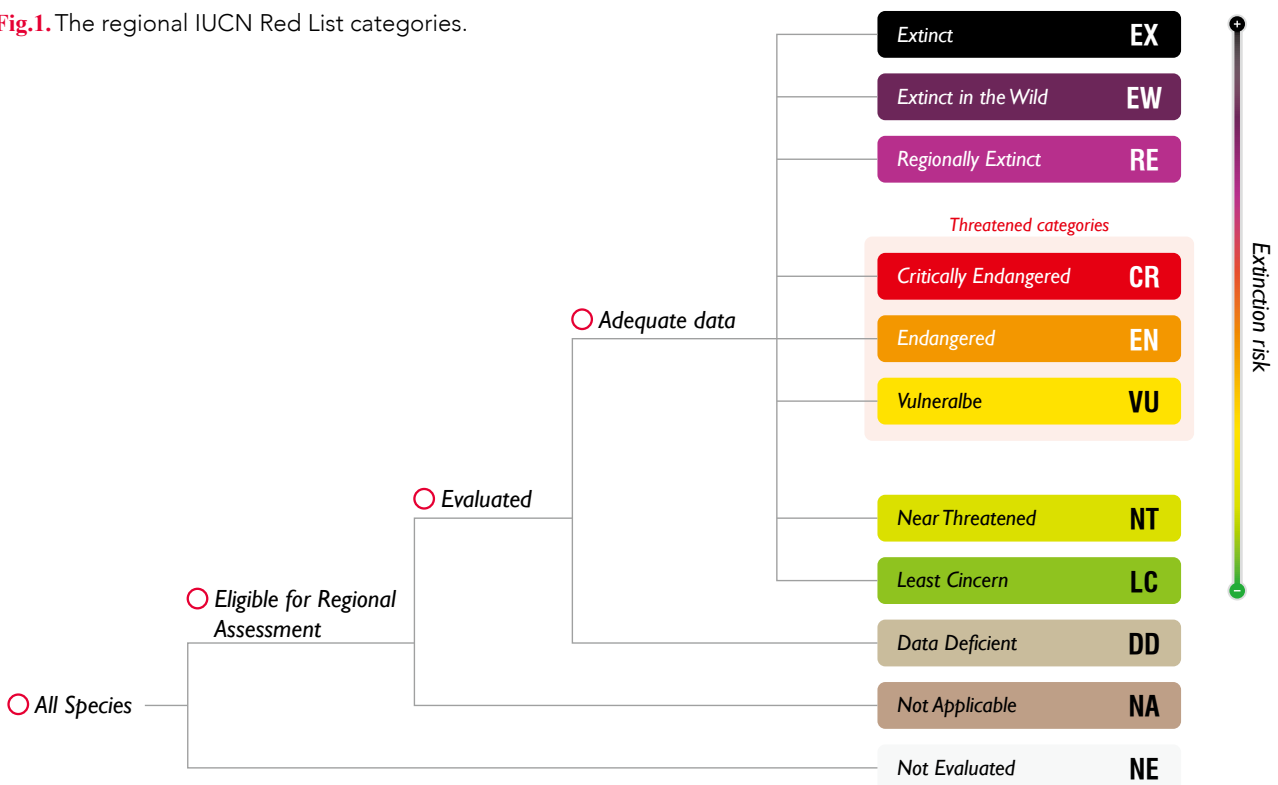 Fig.1. The regional IUCN Red List categories.
Extinct EX
Extinct in the Wild EW
Regionally Extinct RE
Threatened categories
Critically Endangered CR
Endangered EN
Vulneralbe VU
Near Threatened NT
Least Cincern LC
Data Deficient DD
Not Applicable NA
Not Evaluated NE
Adequate data
Evaluated
Eligible for Regional
Assessment
All Species
+
Extinction risk
−